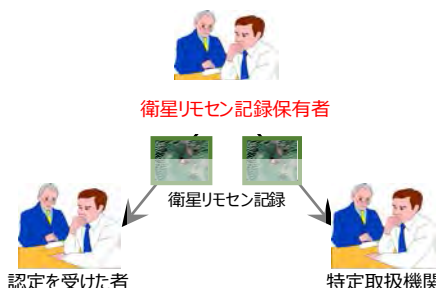 衛星リモセン記録保有者
衛星リモセン記録
認定を受けた者
特定取扱機関